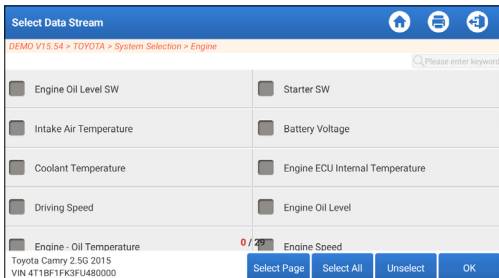 Select Data Stream
DEMO V15.54 > TOYOTA > System Selection > Engine
Please enter keyword
Engine Oil Level SW
Starter SW
Intake Air Temperature
Battery Voltage
Coolant Temperature
Engine ECU Internal Temperature
Driving Speed
Engine Oil Level
Engine - Oil Temperature
0 / 29
Engine Speed
Toyota Camry 2.5G 2015
VIN 4T1BF1FK3FU480000
Select Page
Select All
Unselect
OK